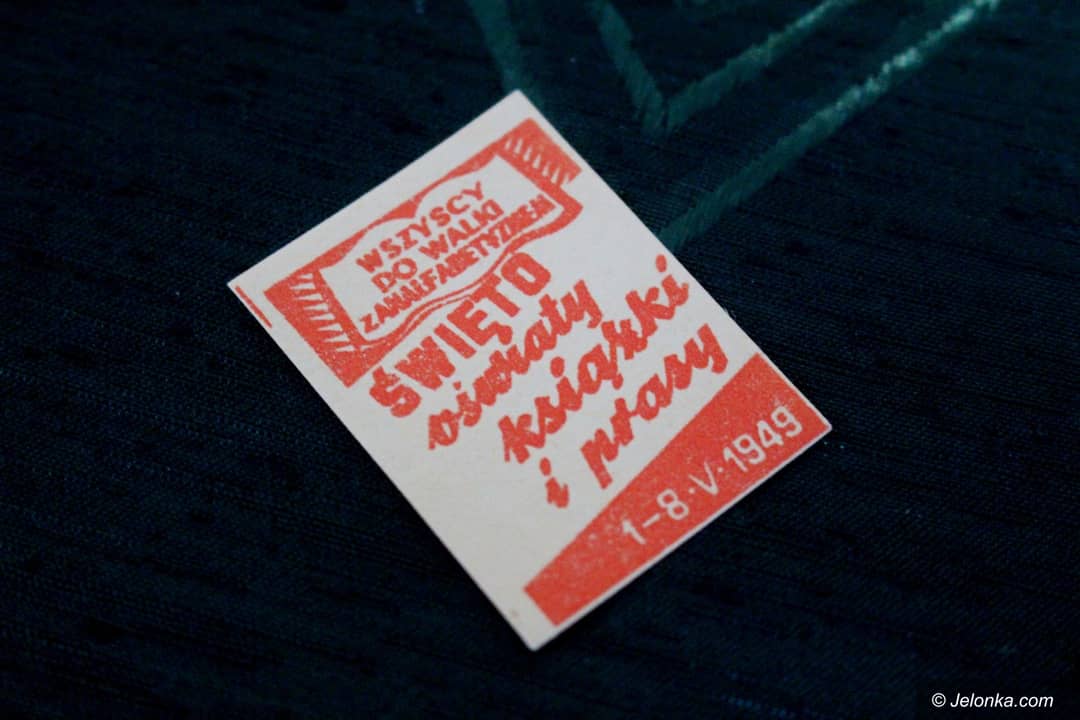 WSZYSCY
DO WALKI
Z ANALFABETYZMEM
ŚWIĘTO
oświaty
książki
i prasy
1-8·V·1949
© Jelonka.com